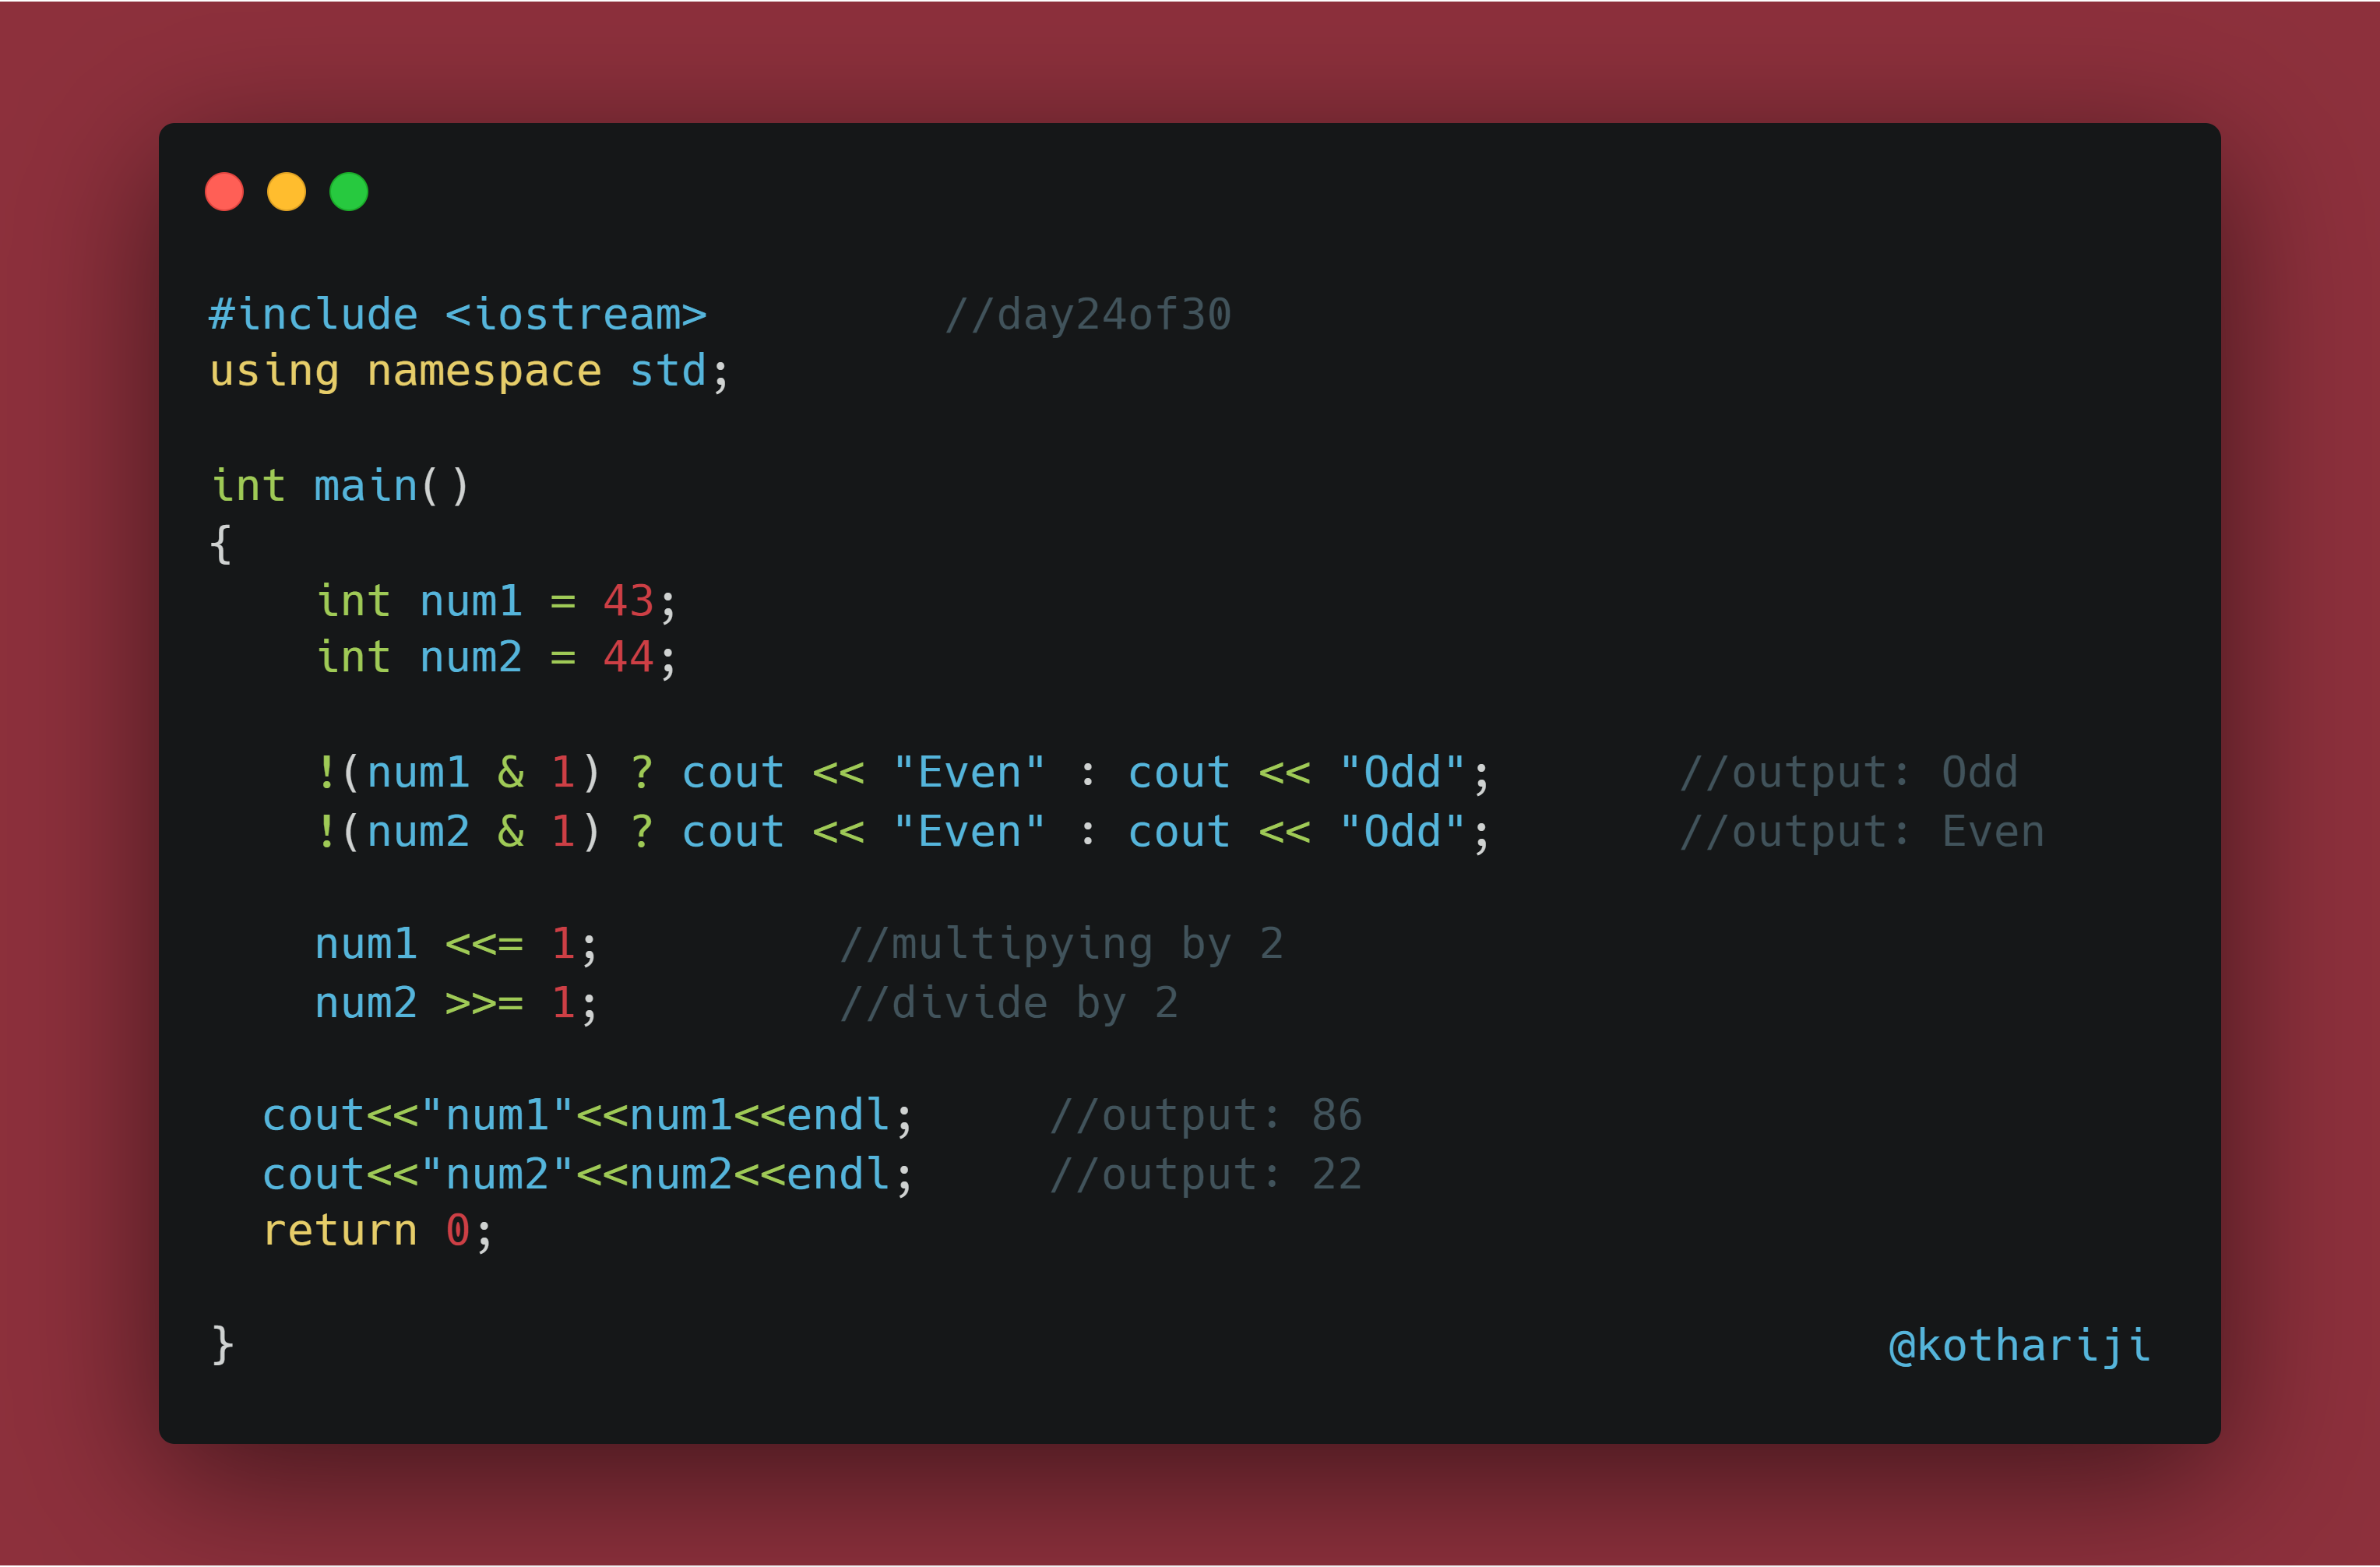 #include <iostream>         //day24of30
using namespace std;
int main()
{
    int num1 = 43;
    int num2 = 44;
    !(num1 & 1) ? cout << "Even" : cout << "Odd";       //output: Odd
    !(num2 & 1) ? cout << "Even" : cout << "Odd";       //output: Even
    num1 <<= 1;         //multipying by 2
    num2 >>= 1;         //divide by 2
  cout<<"num1"<<num1<<endl;     //output: 86
  cout<<"num2"<<num2<<endl;     //output: 22
  return 0;
}                                                               @kothariji